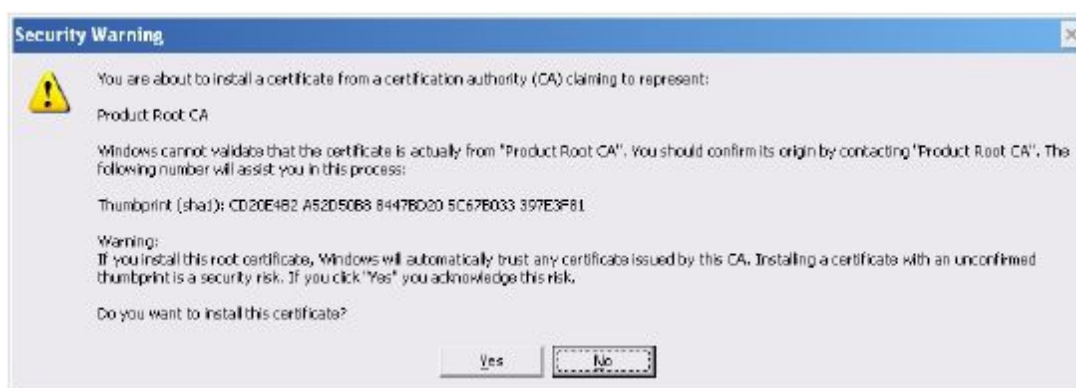 Security Warning
You are about to install a certificate from a certification authority (CA) claiming to represent:
Product Root CA
Windows cannot validate that the certificate is actually from "Product Root CA". You should confirm its origin by contacting "Product Root CA". The
following number will assist you in this process:
Thumbprint (sha1): CD20E4B2 A52D50B8 8447BD20 5C67B033 397E3F81
Warning:
If you install this root certificate, Windows will automatically trust any certificate issued by this CA. Installing a certificate with an unconfirmed
thumbprint is a security risk. If you click "Yes" you acknowledge this risk.
Do you want to install this certificate?
Yes No